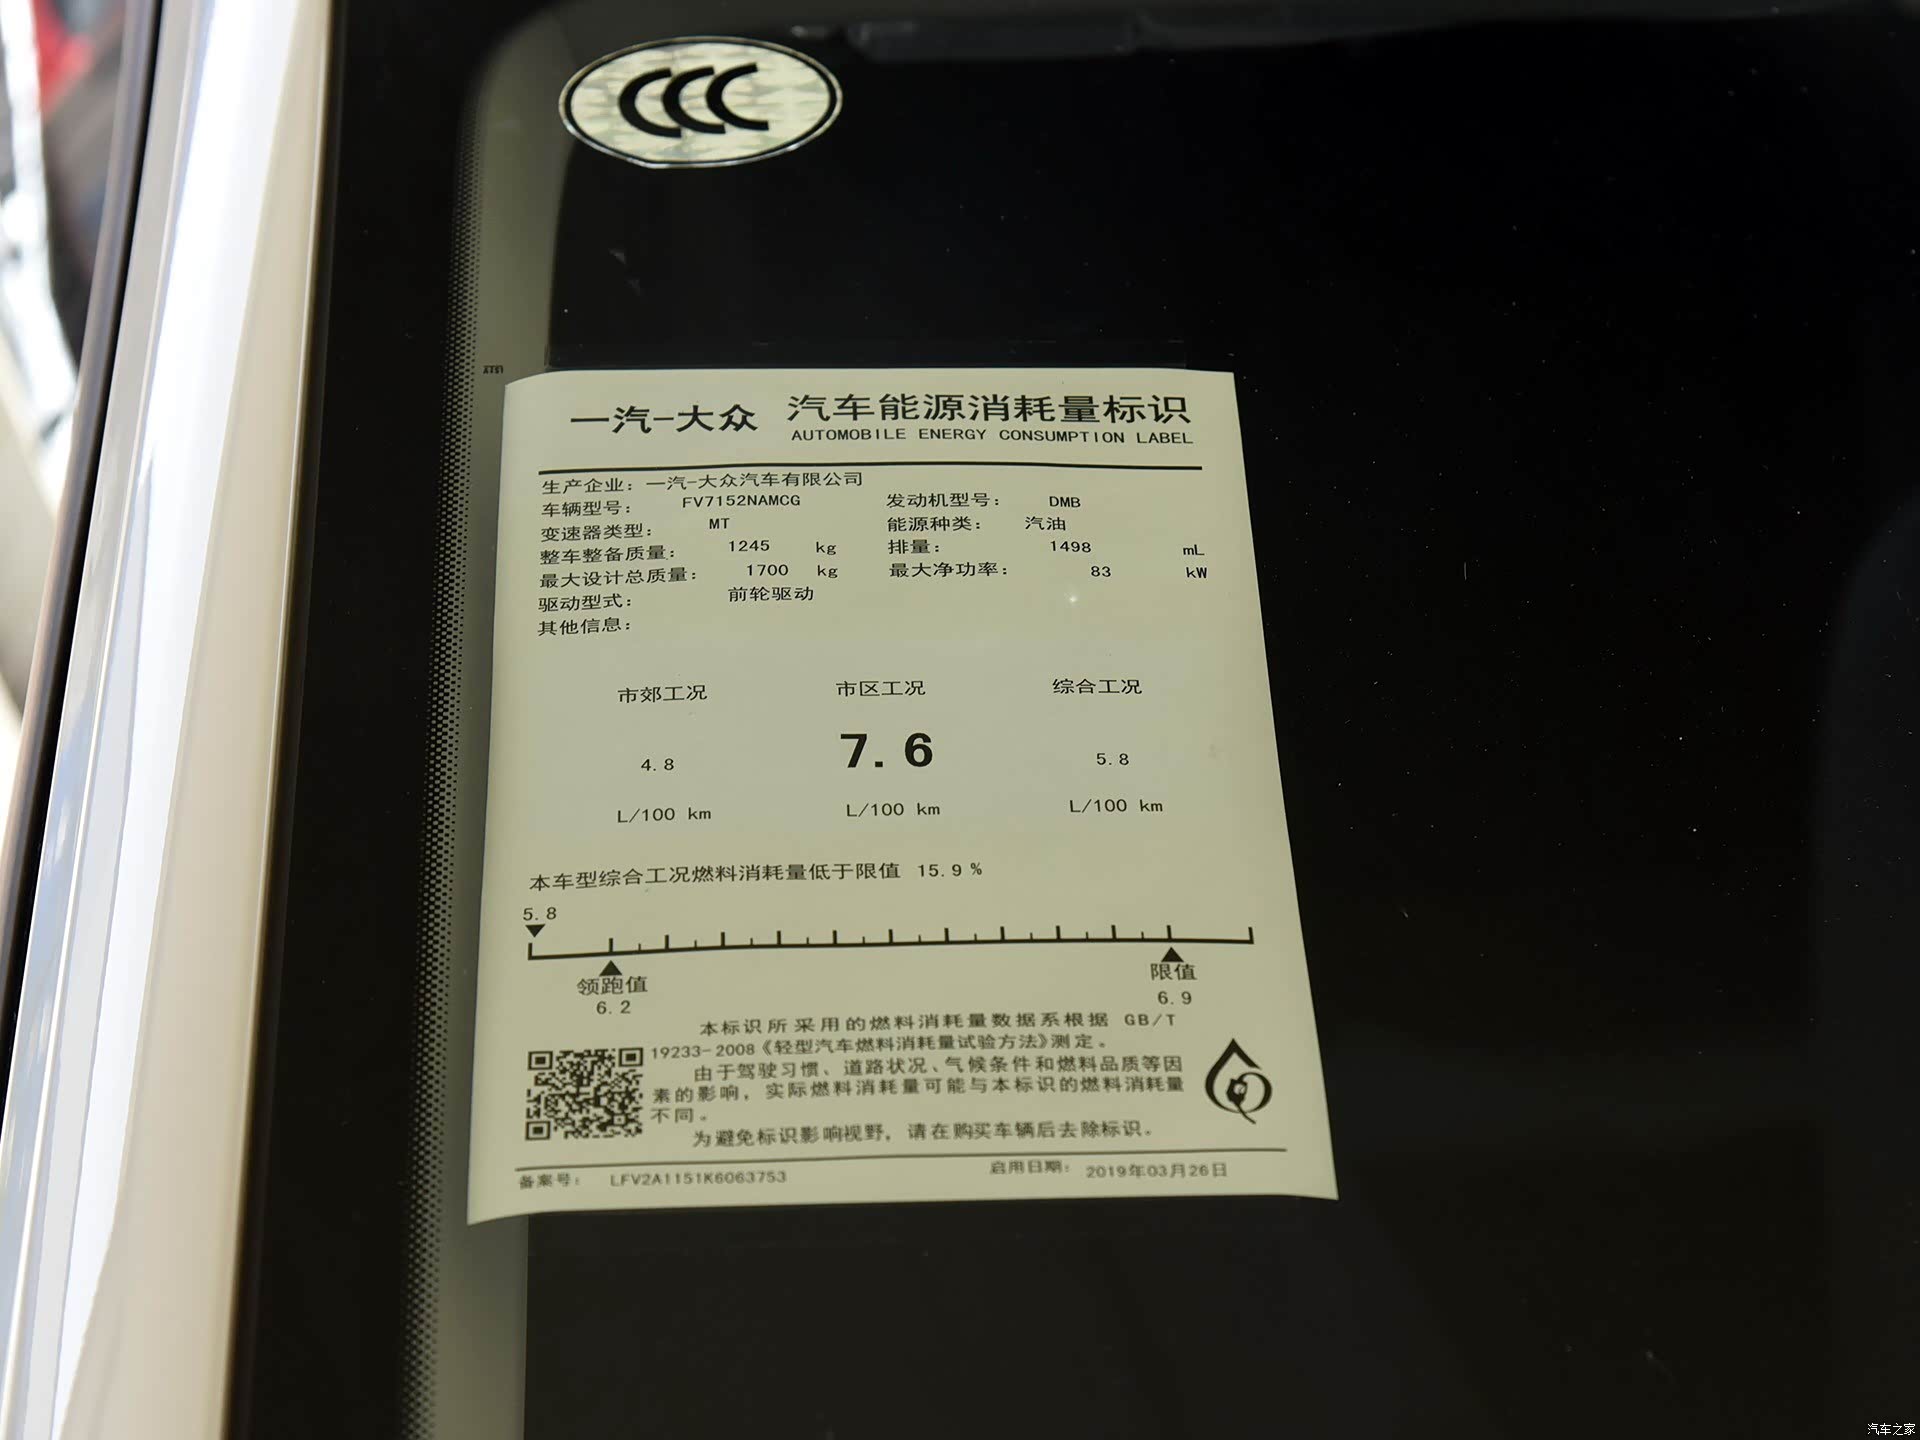 CCC
一汽-大众 汽车能源消耗量标识
AUTOMOBILE ENERGY CONSUMPTION LABEL
生产企业：一汽-大众汽车有限公司
车辆型号： FV7152NAMCG 发动机型号： DMB
变速器类型： MT 能源种类： 汽油
整车整备质量： 1245 kg 排量： 1498 mL
最大设计总质量： 1700 kg 最大净功率： 83 kW
驱动型式： 前轮驱动
其他信息：
市郊工况 市区工况 综合工况
4.8 7.6 5.8
L/100 km L/100 km L/100 km
本车型综合工况燃料消耗量低于限值 15.9 %
5.8
领跑值 限值
6.2 6.9
本标识所采用的燃料消耗量数据系根据 GB/T
19233-2008《轻型汽车燃料消耗量试验方法》测定。
由于驾驶习惯、道路状况、气候条件和燃料品质等因
素的影响，实际燃料消耗量可能与本标识的燃料消耗量
不同。
为避免标识影响视野，请在购买车辆后去除标识。
备案号： LFV2A1151K6063753 启用日期： 2019年03月26日
汽车之家